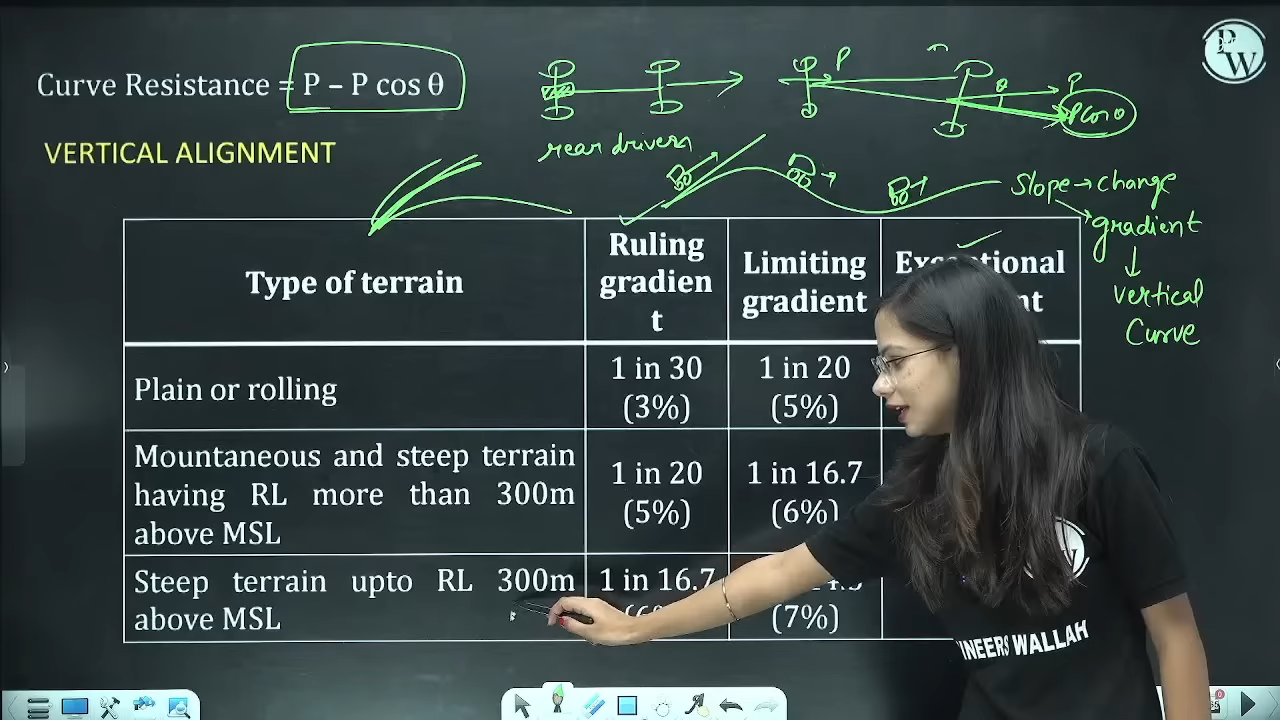 Curve Resistance = P – P cos θ
P
θ
P
P cos θ
VERTICAL ALIGNMENT
rear drivers
Slope → change
gradient
↓
vertical
Curve
Type of terrain
Ruling
gradien
t
Limiting
gradient
Plain or rolling
1 in 30
(3%)
1 in 20
(5%)
Mountaneous and steep terrain
having RL more than 300m
above MSL
1 in 20
(5%)
1 in 16.7
(6%)
Steep terrain upto RL 300m
above MSL
1 in 16.7
(7%)
PW
WALLAH